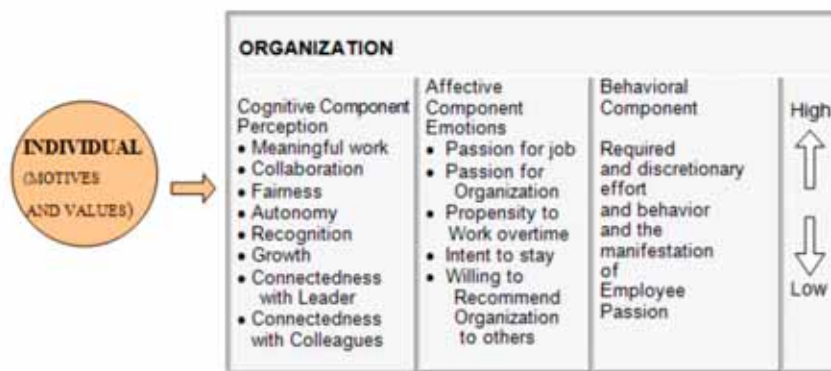 INDIVIDUAL
(MOTIVES
AND VALUES)
ORGANIZATION
Cognitive Component
Perception
• Meaningful work
• Collaboration
• Fairness
• Autonomy
• Recognition
• Growth
• Connectedness
with Leader
• Connectedness
with Colleagues
Affective
Component
Emotions
• Passion for job
• Passion for
Organization
• Propensity to
Work overtime
• Intent to stay
• Willing to
Recommend
Organization
to others
Behavioral
Component
Required
and discretionary
effort
and behavior
and the
manifestation
of
Employee
Passion
High
Low